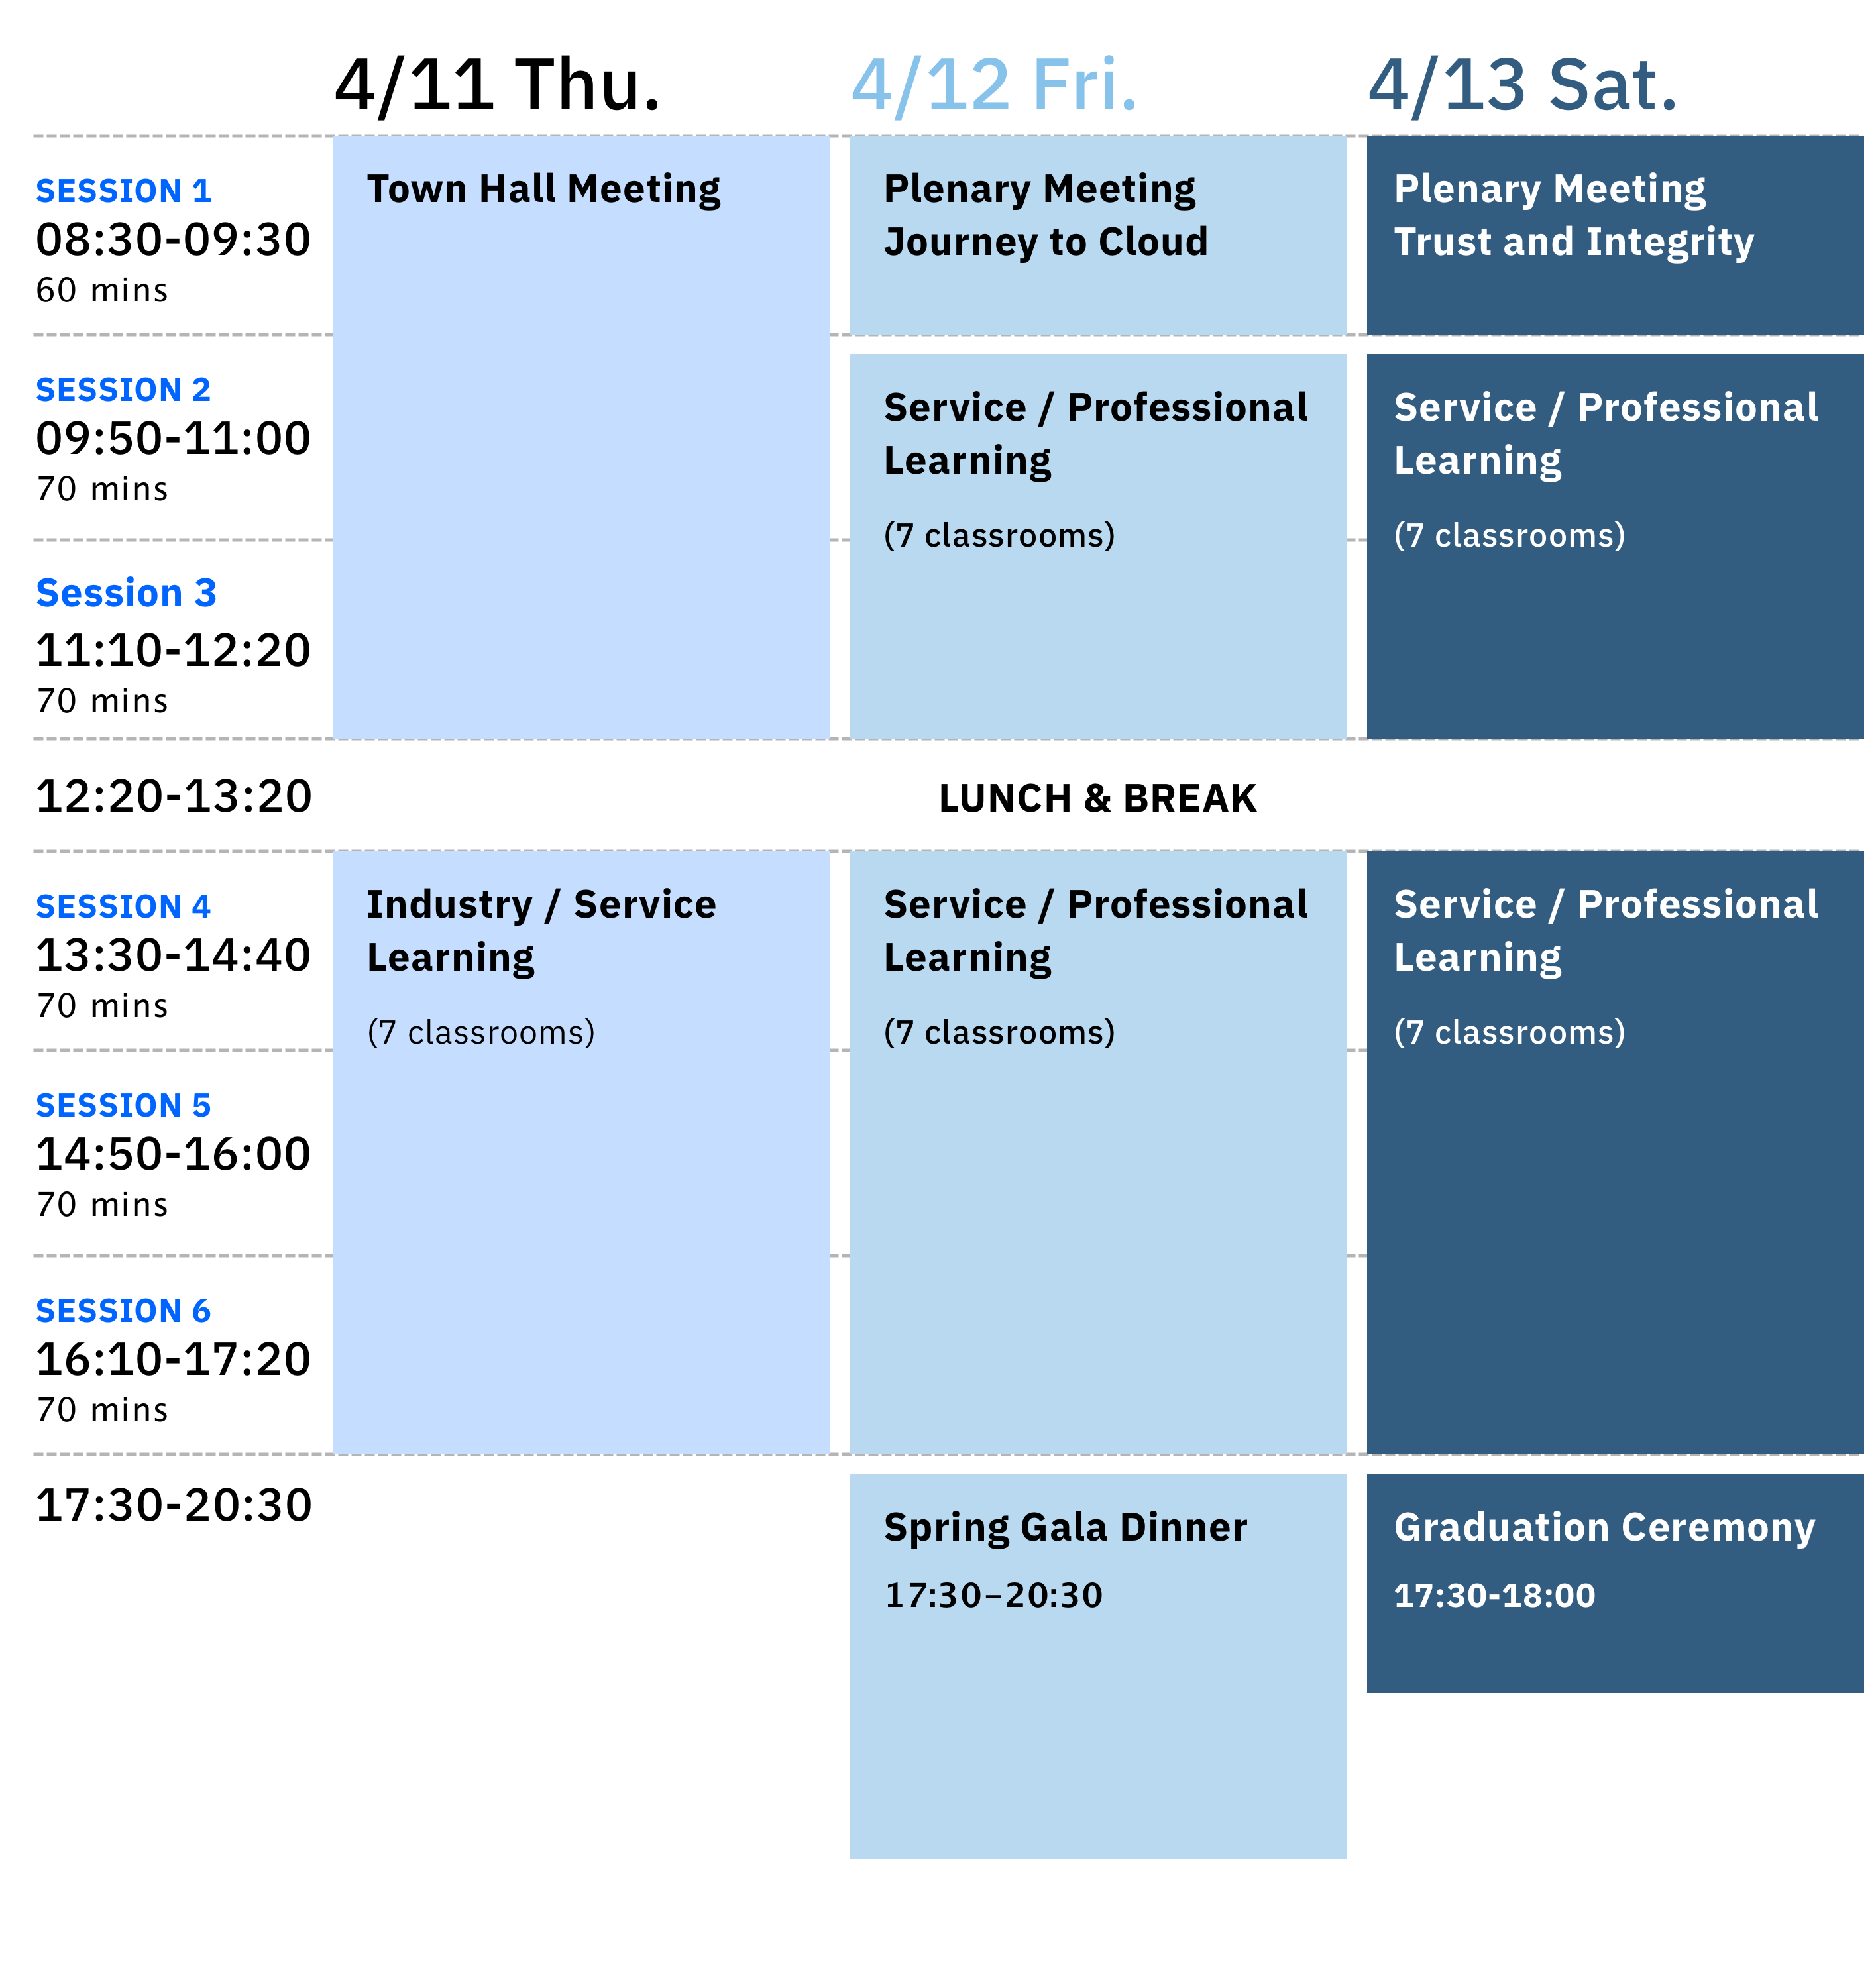 4/11 Thu.
4/12 Fri.
4/13 Sat.
SESSION 1
08:30-09:30
60 mins
Town Hall Meeting
Plenary Meeting
Journey to Cloud
Plenary Meeting
Trust and Integrity
SESSION 2
09:50-11:00
70 mins
Service / Professional
Learning
(7 classrooms)
Service / Professional
Learning
(7 classrooms)
Session 3
11:10-12:20
70 mins
12:20-13:20
LUNCH & BREAK
SESSION 4
13:30-14:40
70 mins
Industry / Service
Learning
(7 classrooms)
Service / Professional
Learning
(7 classrooms)
Service / Professional
Learning
(7 classrooms)
SESSION 5
14:50-16:00
70 mins
SESSION 6
16:10-17:20
70 mins
17:30-20:30
Spring Gala Dinner
17:30–20:30
Graduation Ceremony
17:30-18:00